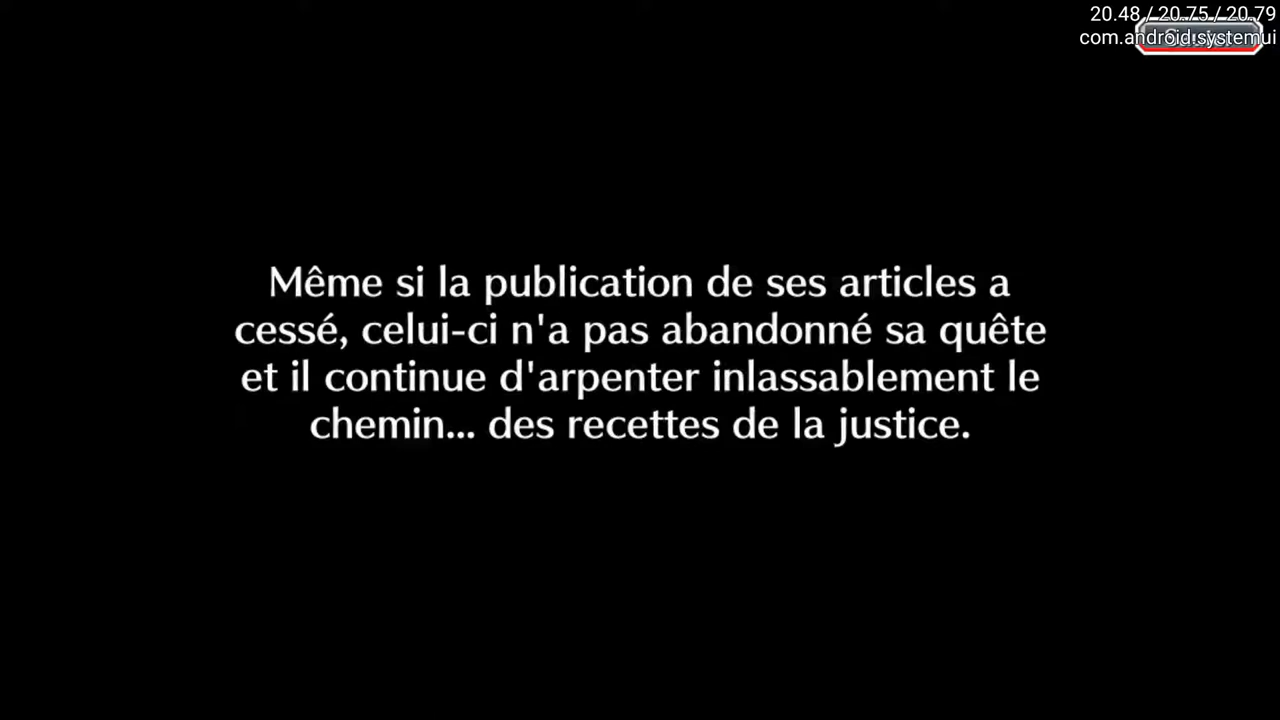 20.48 / 20.75 / 20.79
com.android.systemui
Même si la publication de ses articles a
cessé, celui-ci n'a pas abandonné sa quête
et il continue d'arpenter inlassablement le
chemin... des recettes de la justice.